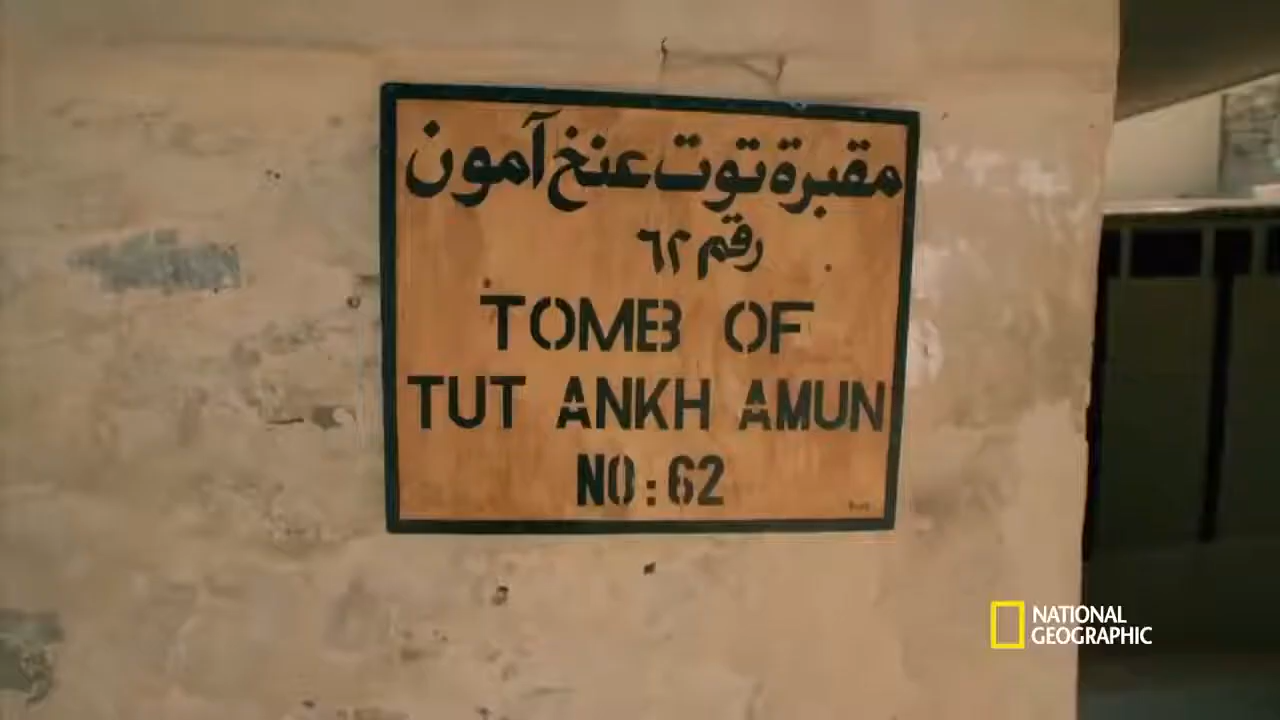 مقبرة توت عنخ آمون
رقم ٦٢
TOMB OF
TUT ANKH AMUN
NO : 62
NATIONAL
GEOGRAPHIC